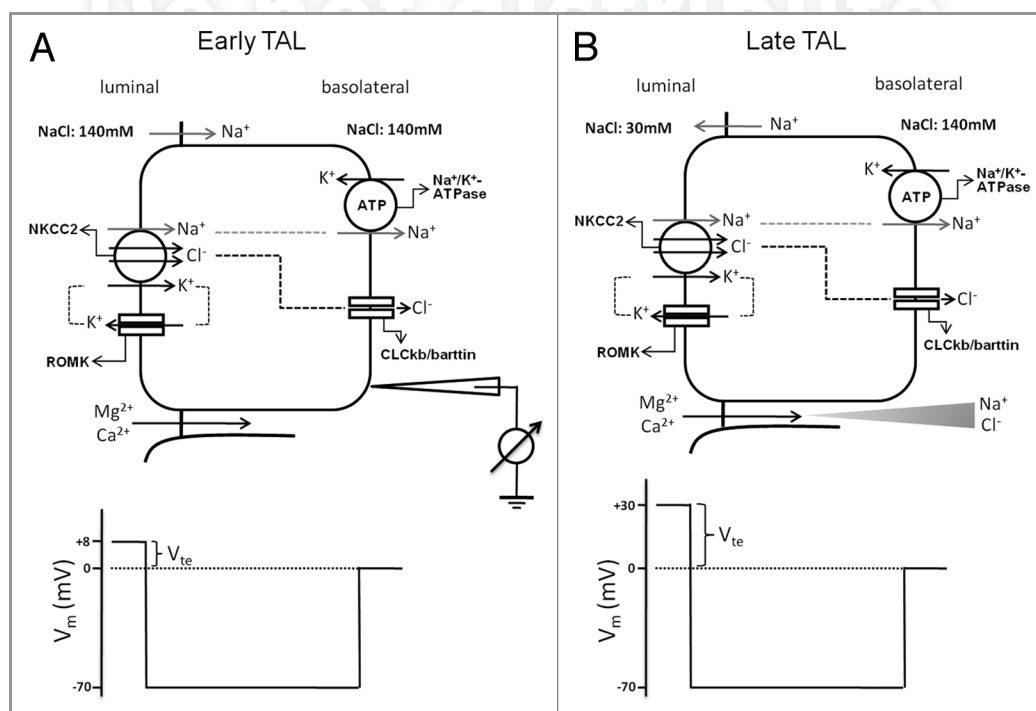 Do not distribute
A
Early TAL
luminal
basolateral
NaCl: 140mM
Na⁺
NaCl: 140mM
K⁺
Na⁺/K⁺-
ATPase
ATP
NKCC2
Na⁺
Na⁺
Cl⁻
K⁺
K⁺
Cl⁻
ROMK
CLCkb/barttin
Mg²⁺
Ca²⁺
+8
Vte
0
Vm (mV)
-70
B
Late TAL
luminal
basolateral
NaCl: 30mM
Na⁺
NaCl: 140mM
K⁺
Na⁺/K⁺-
ATPase
ATP
NKCC2
Na⁺
Na⁺
Cl⁻
K⁺
K⁺
Cl⁻
ROMK
CLCkb/barttin
Mg²⁺
Ca²⁺
Na⁺
Cl⁻
+30
Vte
0
Vm (mV)
-70